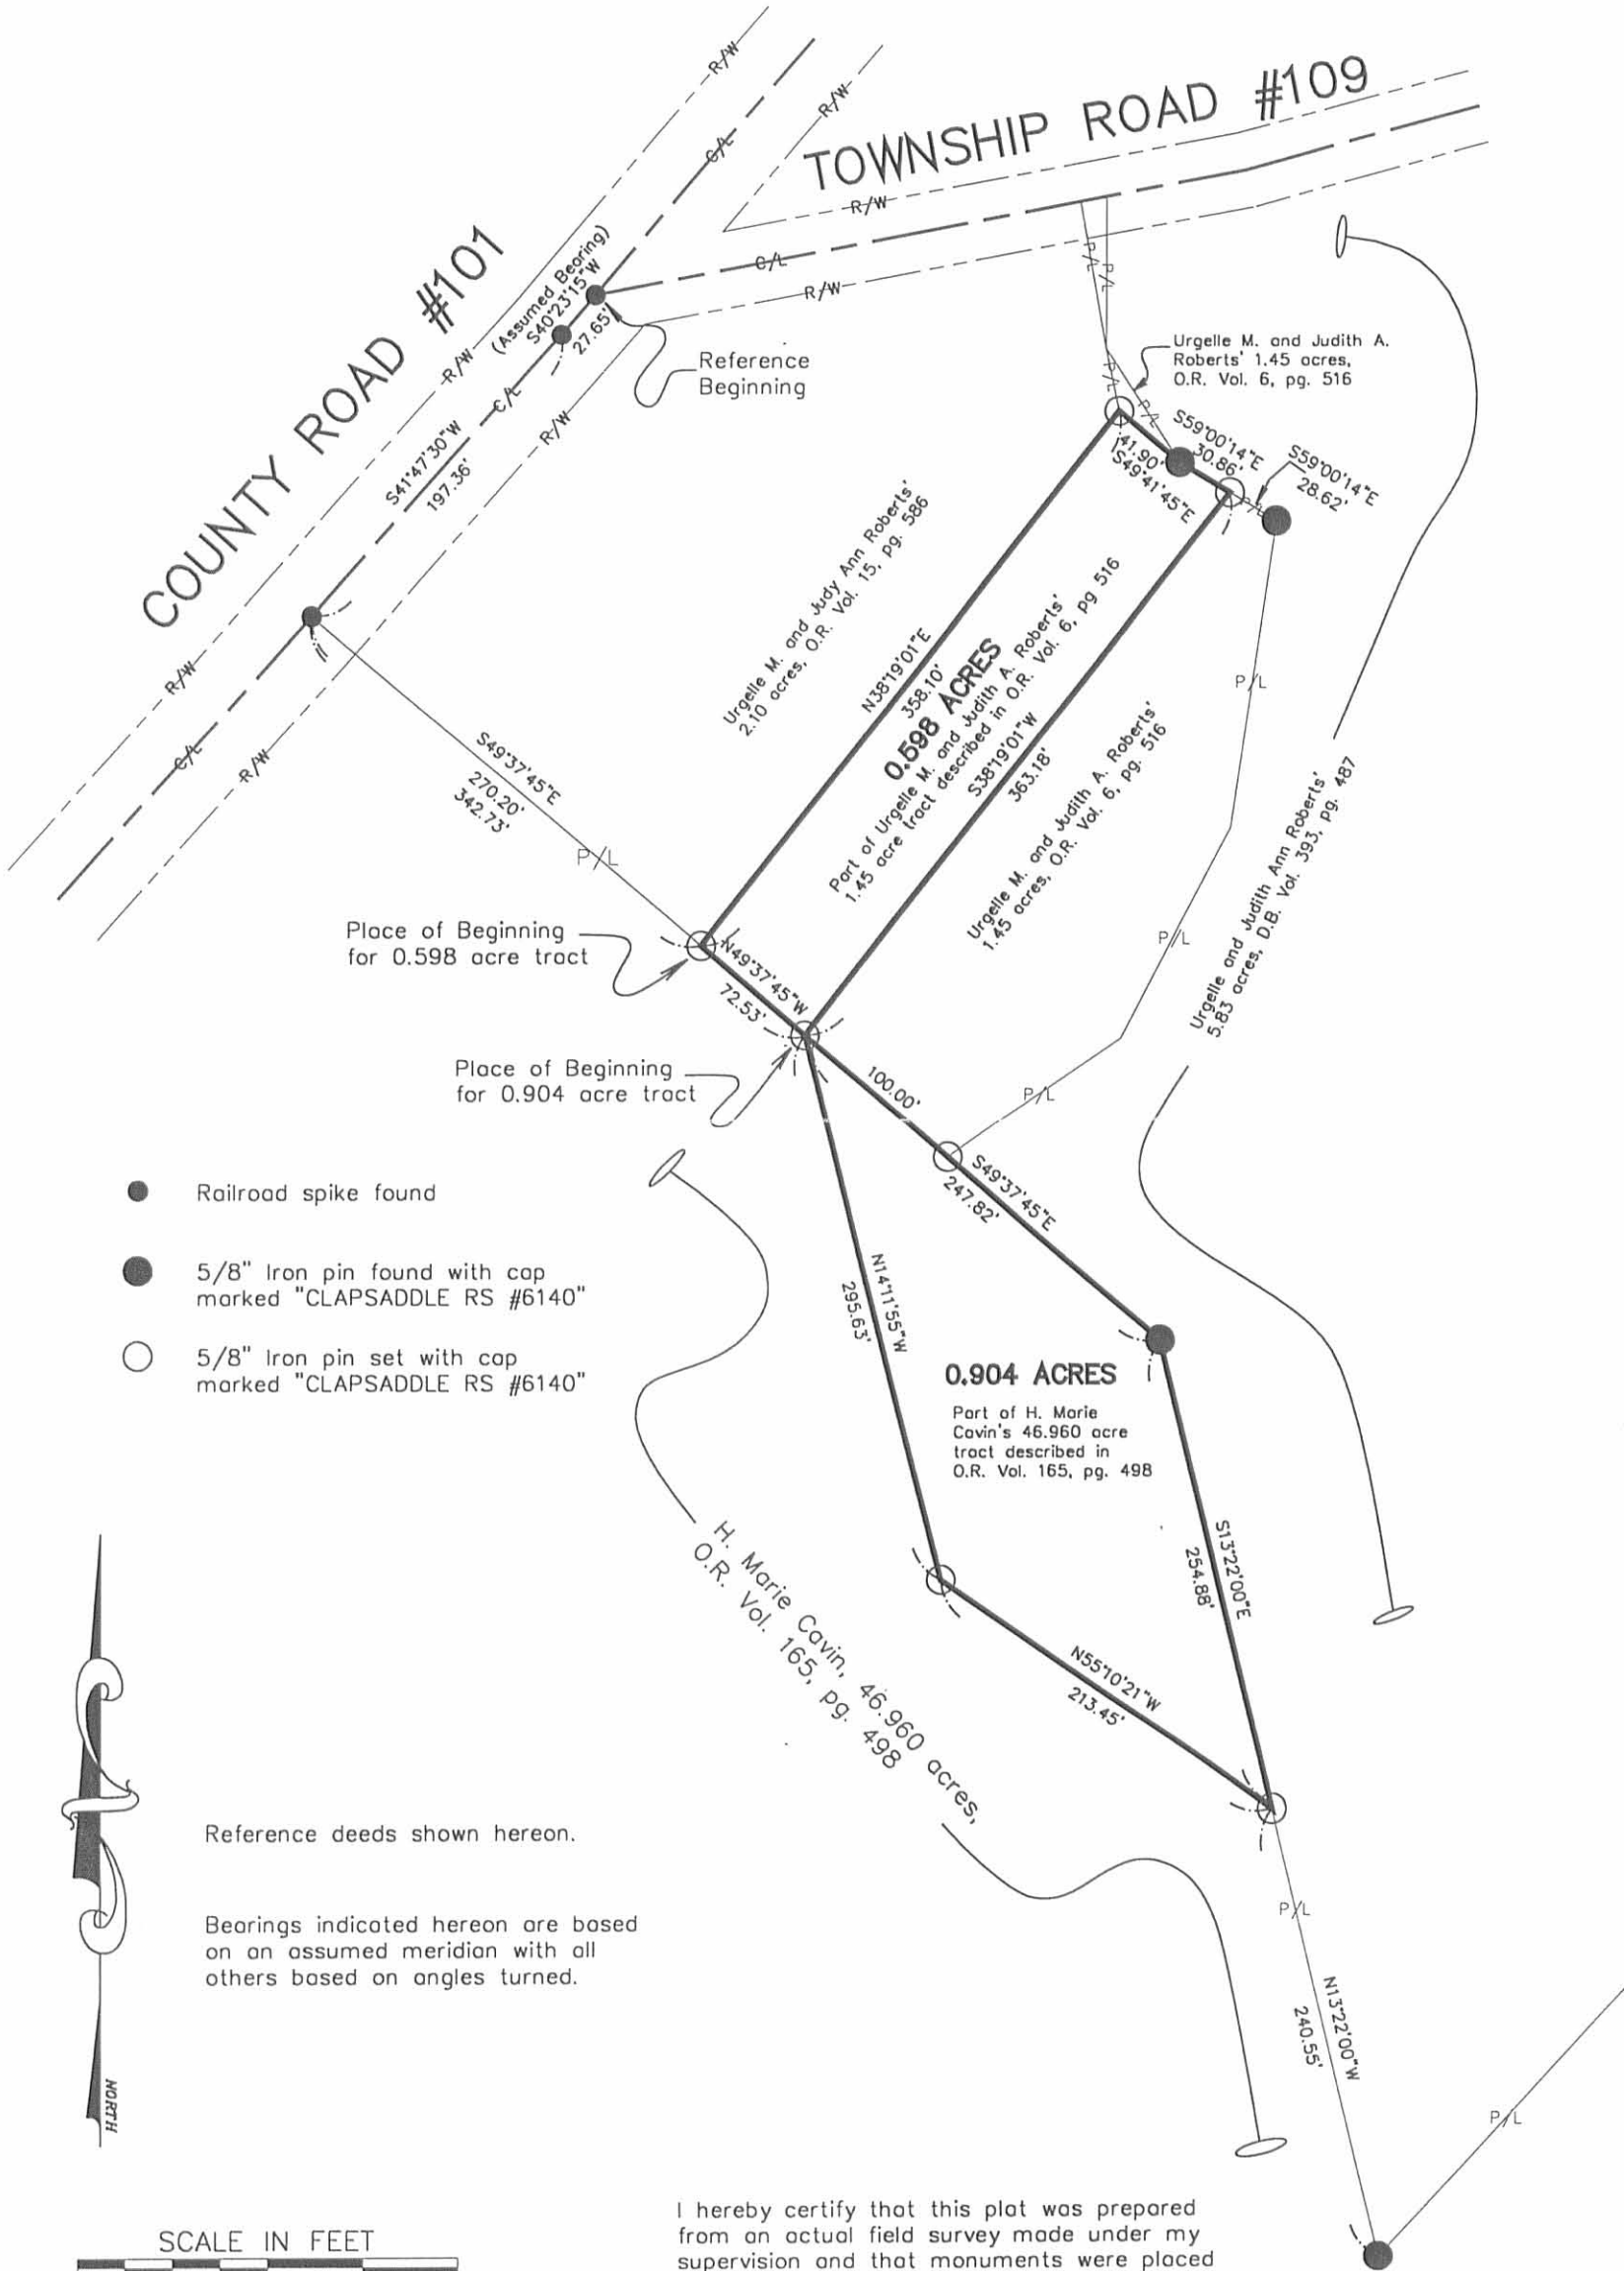 R/W
R/W
C/L
TOWNSHIP ROAD #109
R/W
C/L
R/W
COUNTY ROAD #101
(Assumed Bearing)
S40°23'15"W
27.65'
Reference
Beginning
R/W
C/L
R/W
S41°47'30"W
197.36'
R/W
C/L
R/W
P/L
P/L
P/L
P/L
Urgelle M. and Judith A.
Roberts' 1.45 acres,
O.R. Vol. 6, pg. 516
S59°00'14"E
30.86'
41.90'
S49°41'45"E
S59°00'14"E
28.62'
P/L
Urgelle M. and Judy Ann Roberts'
2.10 acres, O.R. Vol. 15, pg. 586
N38°19'01"E
358.10'
0.598 ACRES
Part of Urgelle M. and Judith A. Roberts'
1.45 acre tract described in O.R. Vol. 6, pg 516
S38°19'01"W
363.18'
Urgelle M. and Judith A. Roberts'
1.45 acres, O.R. Vol. 6, pg. 516
P/L
P/L
P/L
Urgelle and Judith Ann Roberts'
5.83 acres, D.B. Vol. 393, pg. 487
S49°37'45"E
270.20'
342.73'
P/L
Place of Beginning
for 0.598 acre tract
N49°37'45"W
72.53'
Place of Beginning
for 0.904 acre tract
100.00'
S49°37'45"E
247.82'
N14°11'55"W
295.63'
Railroad spike found
5/8" Iron pin found with cap
marked "CLAPSADDLE RS #6140"
5/8" Iron pin set with cap
marked "CLAPSADDLE RS #6140"
0.904 ACRES
Part of H. Marie
Cavin's 46.960 acre
tract described in
O.R. Vol. 165, pg. 498
S13°22'00"E
254.88'
N55°10'21"W
213.45'
H. Marie Cavin, 46.960 acres,
O.R. Vol. 165, pg. 498
P/L
N13°22'00"W
240.55'
P/L
NORTH
Reference deeds shown hereon.
Bearings indicated hereon are based
on an assumed meridian with all
others based on angles turned.
SCALE IN FEET
I hereby certify that this plat was prepared
from an actual field survey made under my
supervision and that monuments were placed